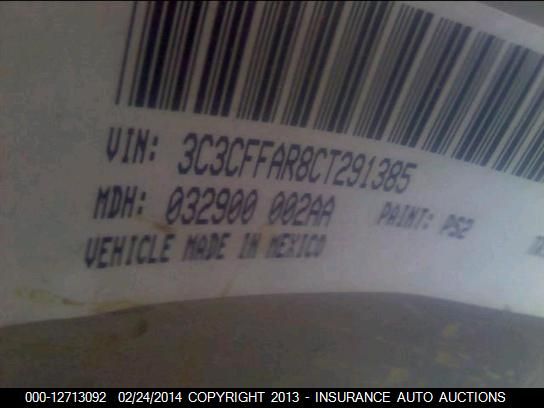 VIN: 3C3CFFAR8CT291385
MDH: 032900 002AA PAINT: PS2
VEHICLE MADE IN MEXICO
000-12713092 02/24/2014 COPYRIGHT 2013 - INSURANCE AUTO AUCTIONS